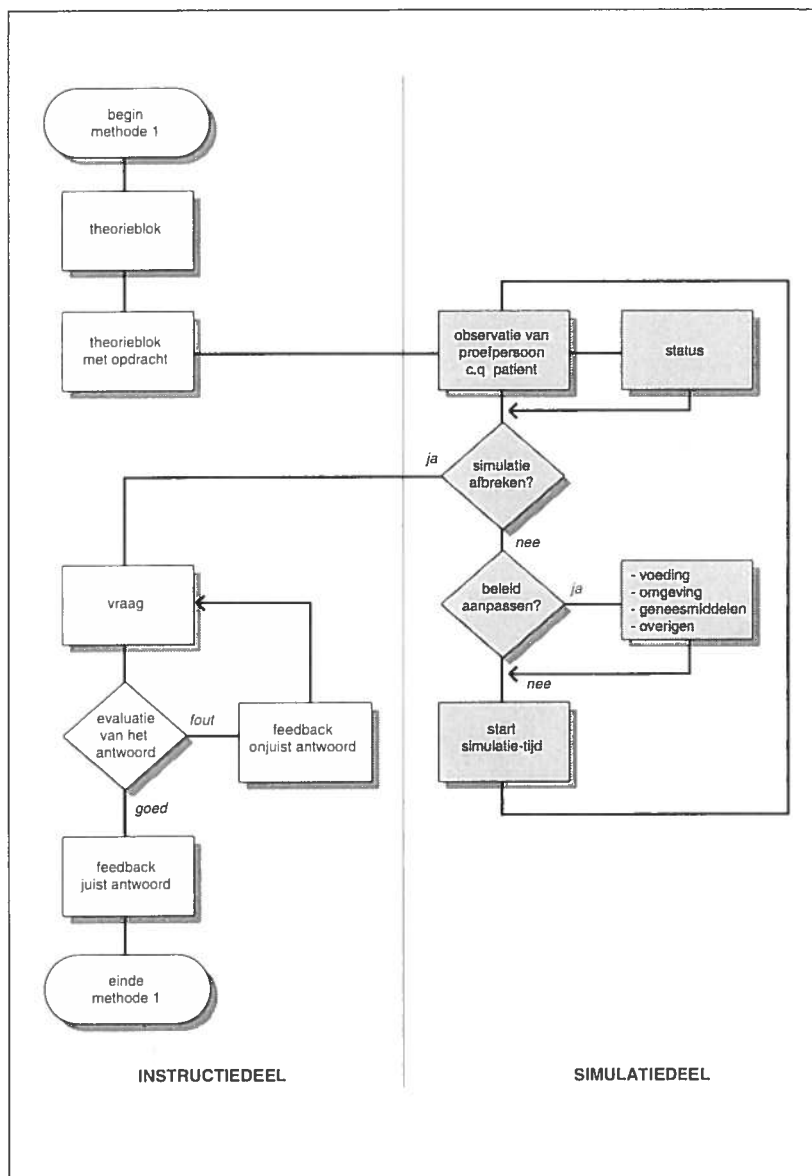 begin
methode 1
theorieblok
theorieblok
met opdracht
observatie van
proefpersoon
c.q patient
status
simulatie
afbreken?
ja
nee
beleid
aanpassen?
ja
- voeding
- omgeving
- geneesmiddelen
- overigen
nee
start
simulatie-tijd
vraag
evaluatie
van het
antwoord
fout
feedback
onjuist antwoord
goed
feedback
juist antwoord
einde
methode 1
INSTRUCTIEDEEL
SIMULATIEDEEL